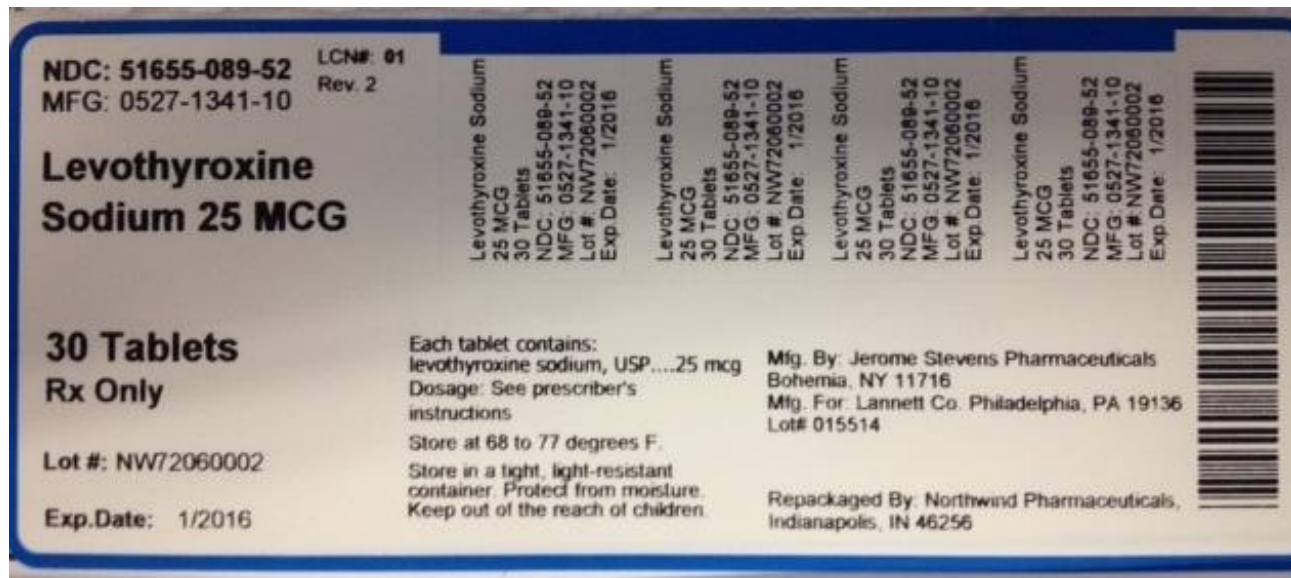 NDC: 51655-089-52
MFG: 0527-1341-10
LCN#: 01
Rev. 2
Levothyroxine
Sodium 25 MCG
30 Tablets
Rx Only
Lot #: NW72060002
Exp.Date: 1/2016
Levothyroxine Sodium
25 MCG
30 Tablets
NDC: 51655-089-52
MFG: 0527-1341-10
Lot #: NW72060002
Exp.Date: 1/2016
Levothyroxine Sodium
25 MCG
30 Tablets
NDC: 51655-089-52
MFG: 0527-1341-10
Lot #: NW72060002
Exp.Date: 1/2016
Levothyroxine Sodium
25 MCG
30 Tablets
NDC: 51655-089-52
MFG: 0527-1341-10
Lot #: NW72060002
Exp.Date: 1/2016
Levothyroxine Sodium
25 MCG
30 Tablets
NDC: 51655-089-52
MFG: 0527-1341-10
Lot #: NW72060002
Exp.Date: 1/2016
Each tablet contains:
levothyroxine sodium, USP....25 mcg
Dosage: See prescriber's
instructions
Store at 68 to 77 degrees F.
Store in a tight, light-resistant
container. Protect from moisture.
Keep out of the reach of children.
Mfg. By: Jerome Stevens Pharmaceuticals
Bohemia, NY 11716
Mfg. For: Lannett Co. Philadelphia, PA 19136
Lot# 015514
Repackaged By: Northwind Pharmaceuticals,
Indianapolis, IN 46256